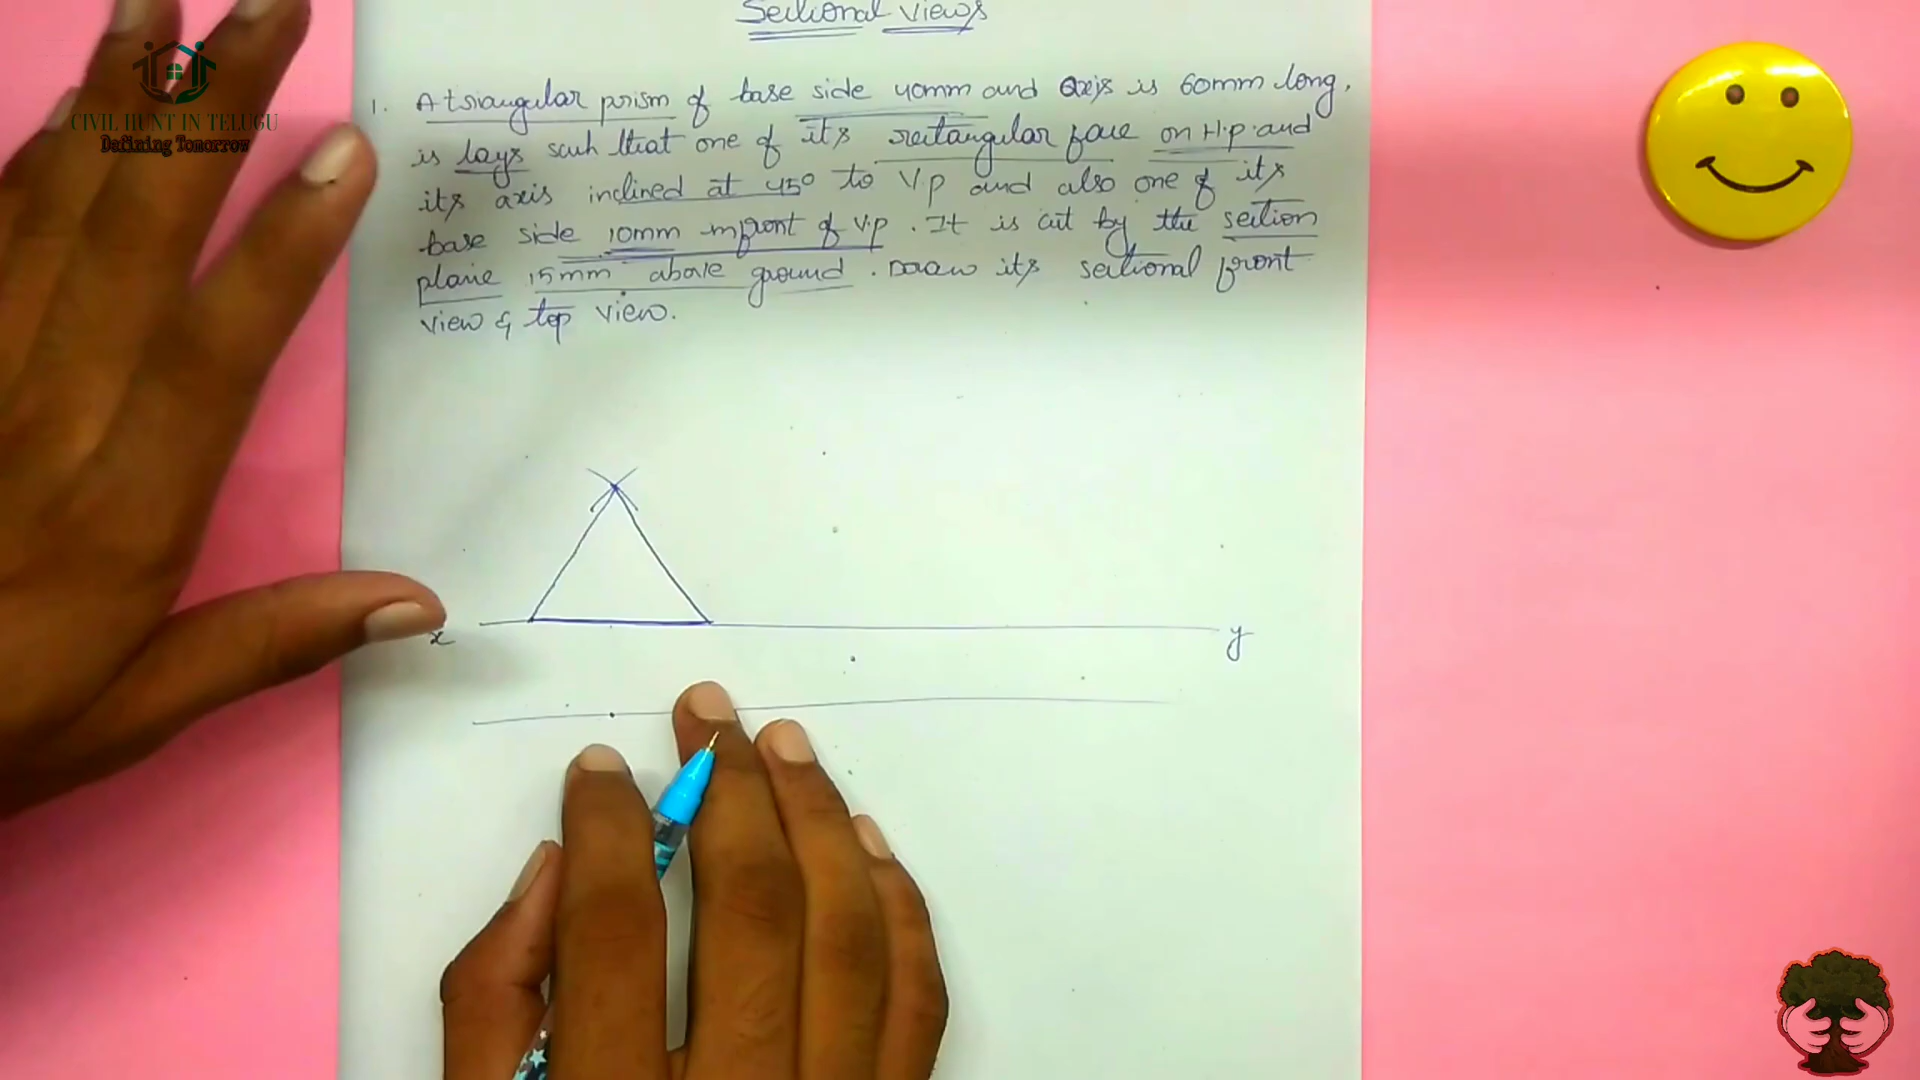 Sectional Views
1. A triangular prism of base side 40mm and axis is 60mm long,
is lays such that one of its rectangular face on H.p. and
its axis inclined at 45° to V.p and also one of its
base side 10mm infront of V.p. It is cut by the section
plane 15mm above ground. Draw its sectional front
view & top view.
CIVIL HUNT IN TELUGU
Defining Tomorrow
x
y